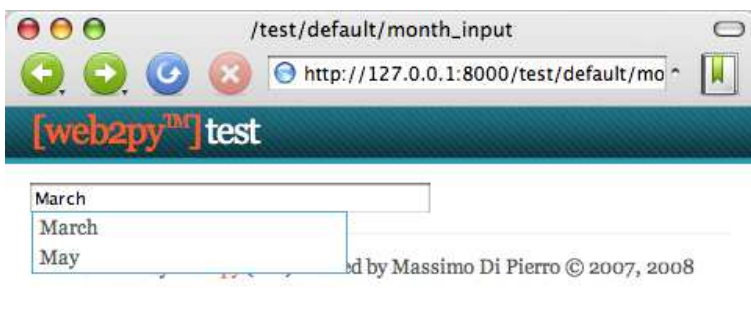 /test/default/month_input
http://127.0.0.1:8000/test/default/mo
[web2py™] test
March
March
May
ed by Massimo Di Pierro © 2007, 2008